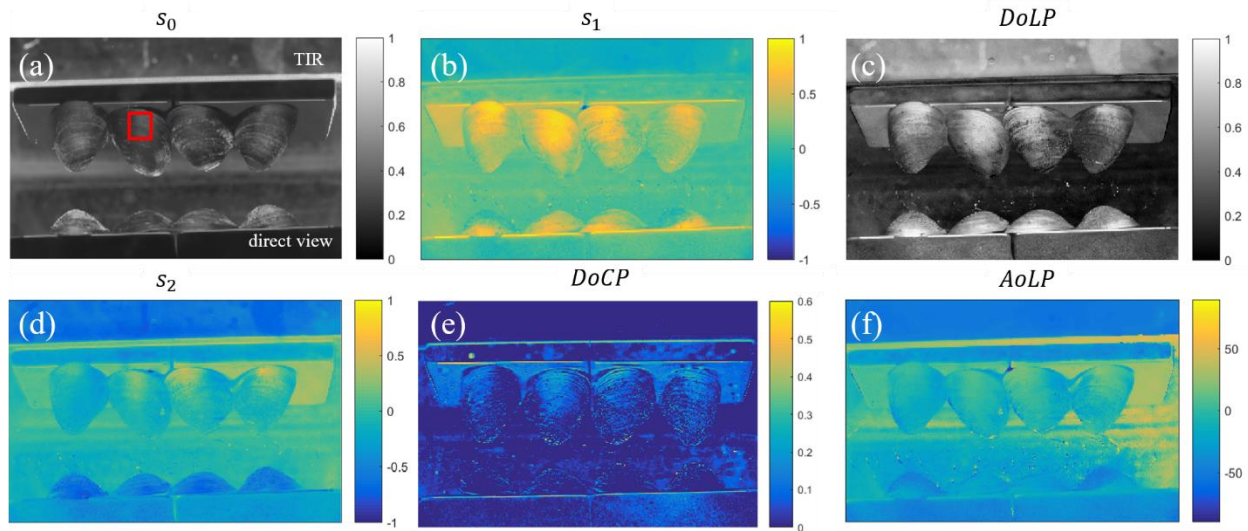 s₀
s₁
DoLP
(a)
TIR
direct view
1
0.8
0.6
0.4
0.2
0
(b)
1
0.5
0
-0.5
-1
(c)
1
0.8
0.6
0.4
0.2
0
s₂
DoCP
AoLP
(d)
1
0.5
0
-0.5
-1
(e)
0.6
0.5
0.4
0.3
0.2
0.1
0
(f)
50
0
-50